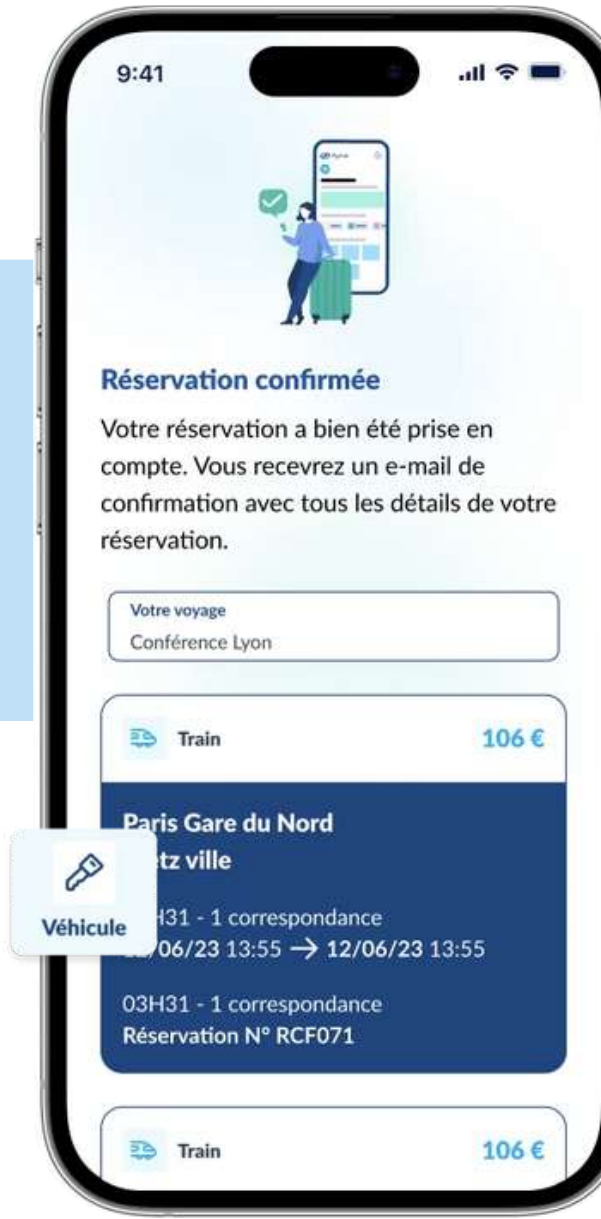 9:41
Réservation confirmée
Votre réservation a bien été prise en
compte. Vous recevrez un e-mail de
confirmation avec tous les détails de votre
réservation.
Votre voyage
Conférence Lyon
Train 106 €
Paris Gare du Nord
ville
Véhicule
H31 - 1 correspondance
/06/23 13:55 → 12/06/23 13:55
03H31 - 1 correspondance
Réservation N° RCF071
Train 106 €